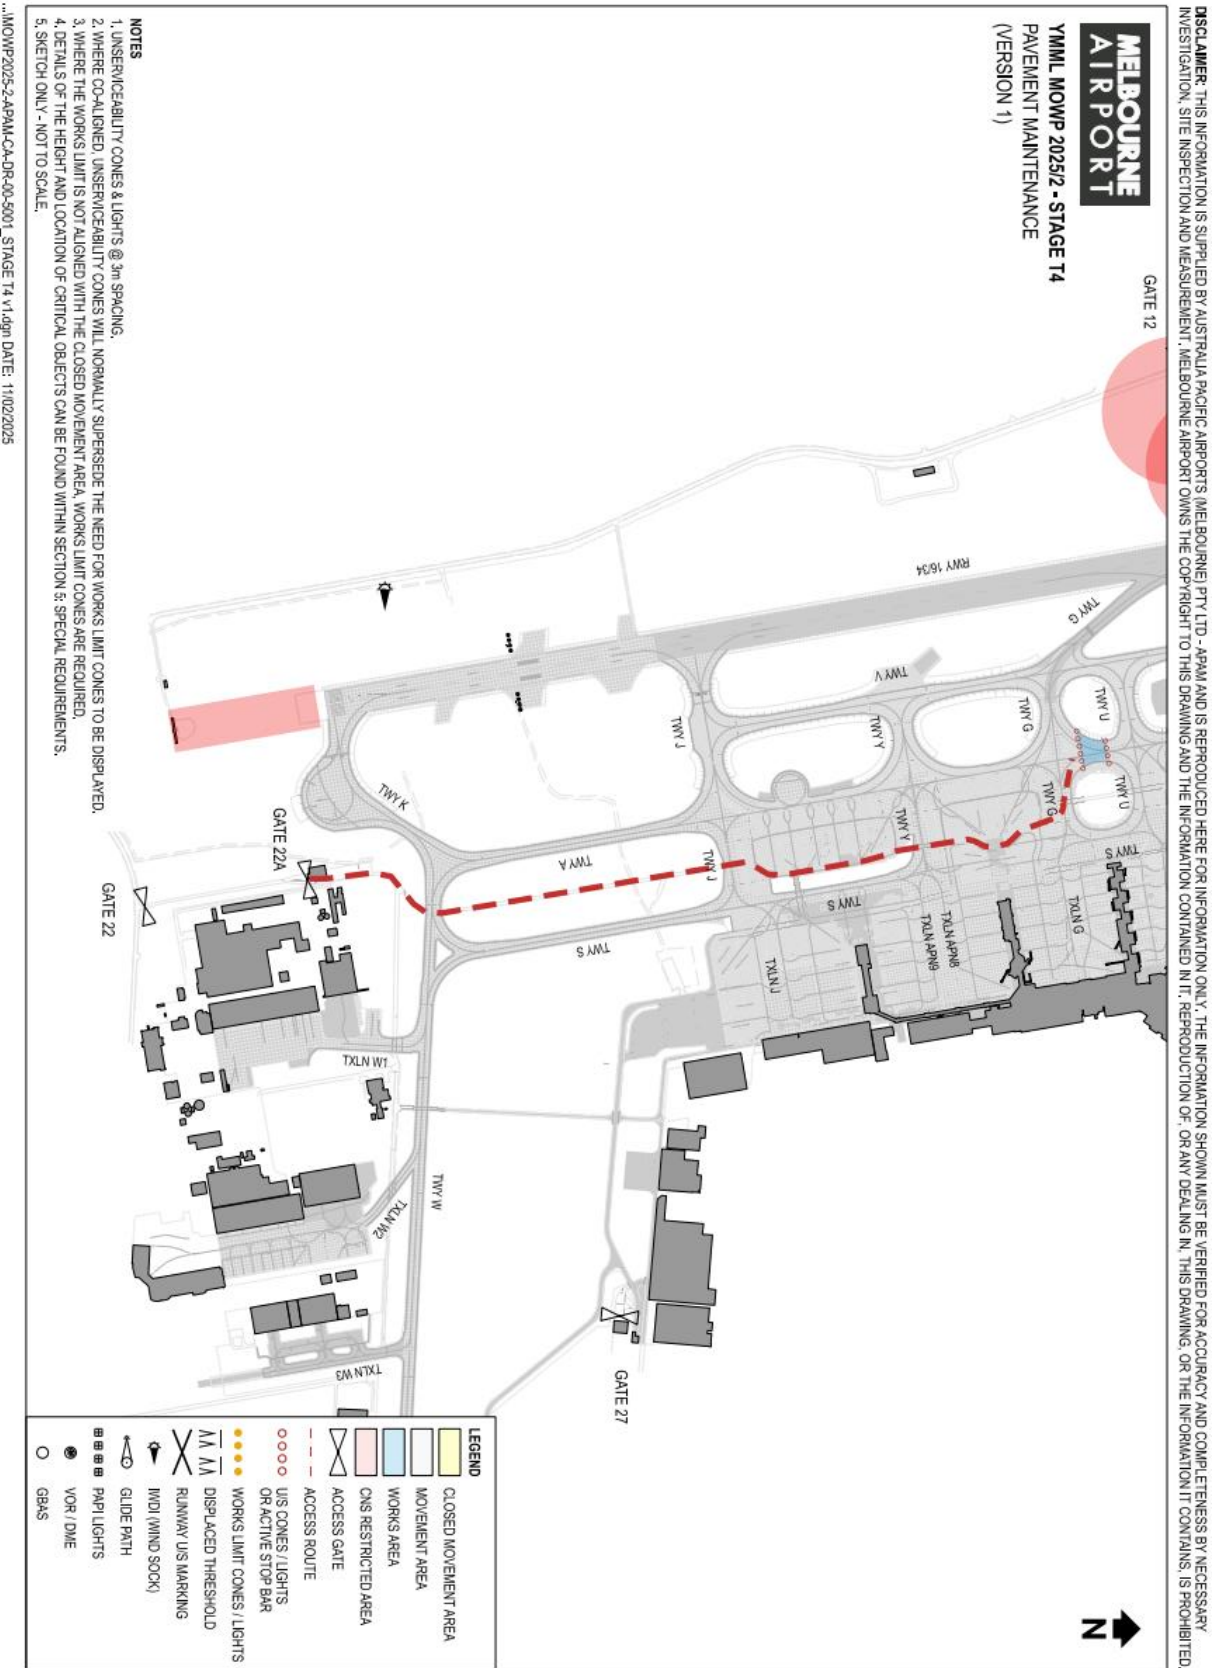 DISCLAIMER: THIS INFORMATION IS SUPPLIED BY AUSTRALIA PACIFIC AIRPORTS (MELBOURNE) PTY LTD - APAM AND IS REPRODUCED HERE FOR INFORMATION ONLY. THE INFORMATION SHOWN MUST BE VERIFIED FOR ACCURACY AND COMPLETENESS BY NECESSARY
INVESTIGATION, SITE INSPECTION AND MEASUREMENT. MELBOURNE AIRPORT OWNS THE COPYRIGHT TO THIS DRAWING AND THE INFORMATION CONTAINED IN IT. REPRODUCTION OF, OR ANY DEALING IN, THIS DRAWING, OR THE INFORMATION IT CONTAINS, IS PROHIBITED.
MELBOURNE
AIRPORT
YMML MOWP 2025/2 - STAGE T4
PAVEMENT MAINTENANCE
(VERSION 1)
GATE 12
RWY 16/34
TWY G
TWY V
TWY U
TWY G
TWY Y
TWY J
TWY U
TWY G
TWY Y
TWY S
TWY J
TWY A
TWY K
TWY S
TWY S
TXLN G
TXLN APN8
TXLN APN9
TXLN J
GATE 22A
GATE 22
TXLN W1
TWY W
TXLN W2
TXLN W3
GATE 27
N
LEGEND
CLOSED MOVEMENT AREA
MOVEMENT AREA
WORKS AREA
CNS RESTRICTED AREA
ACCESS GATE
ACCESS ROUTE
U/S CONES / LIGHTS
OR ACTIVE STOP BAR
WORKS LIMIT CONES / LIGHTS
DISPLACED THRESHOLD
RUNWAY U/S MARKING
IWDI (WIND SOCK)
GLIDE PATH
PAPI LIGHTS
VOR / DME
GBAS
NOTES
1. UNSERVICEABILITY CONES & LIGHTS @ 3m SPACING.
2. WHERE CO-ALIGNED, UNSERVICEABILITY CONES WILL NORMALLY SUPERSEDE THE NEED FOR WORKS LIMIT CONES TO BE DISPLAYED.
3. WHERE THE WORKS LIMIT IS NOT ALIGNED WITH THE CLOSED MOVEMENT AREA, WORKS LIMIT CONES ARE REQUIRED.
4. DETAILS OF THE HEIGHT AND LOCATION OF CRITICAL OBJECTS CAN BE FOUND WITHIN SECTION 5: SPECIAL REQUIREMENTS.
5. SKETCH ONLY - NOT TO SCALE.
...\MOWP2025-2-APAM-CA-DR-00-5001_STAGE T4 v1.dgn DATE: 11/02/2025